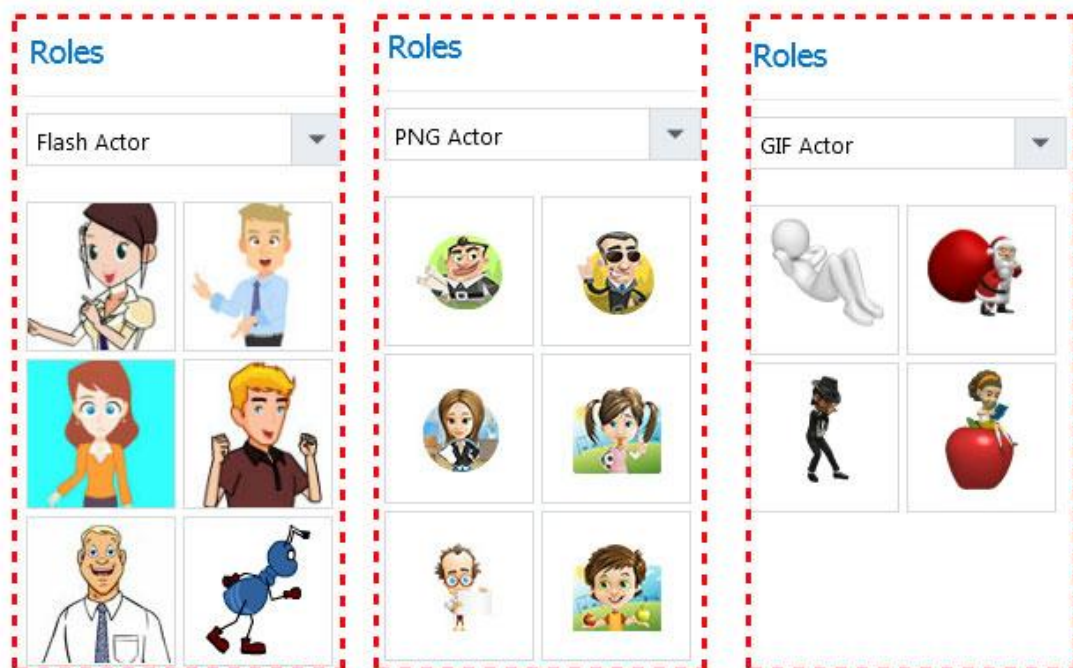 Roles
Flash Actor
Roles
PNG Actor
Roles
GIF Actor